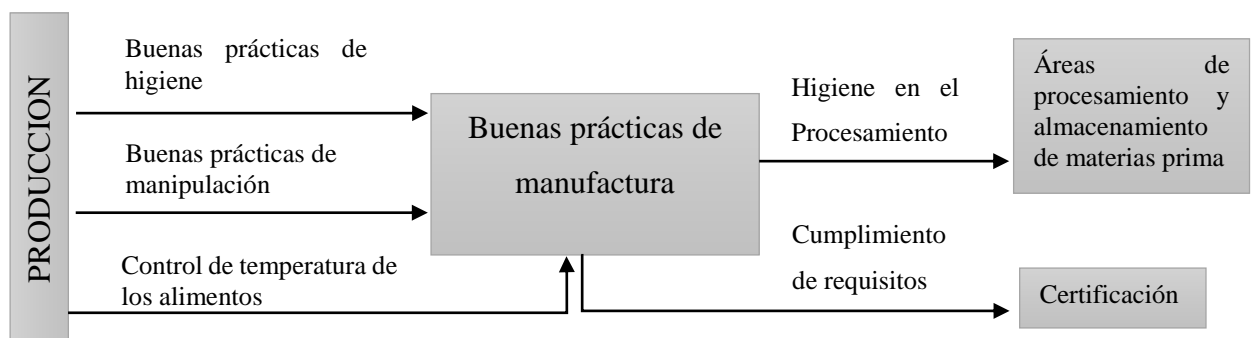 PRODUCCION
Buenas prácticas de
higiene
Buenas prácticas de
manipulación
Control de temperatura de
los alimentos
Buenas prácticas de
manufactura
Higiene en el
Procesamiento
Áreas de
procesamiento y
almacenamiento
de materias prima
Cumplimiento
de requisitos
Certificación